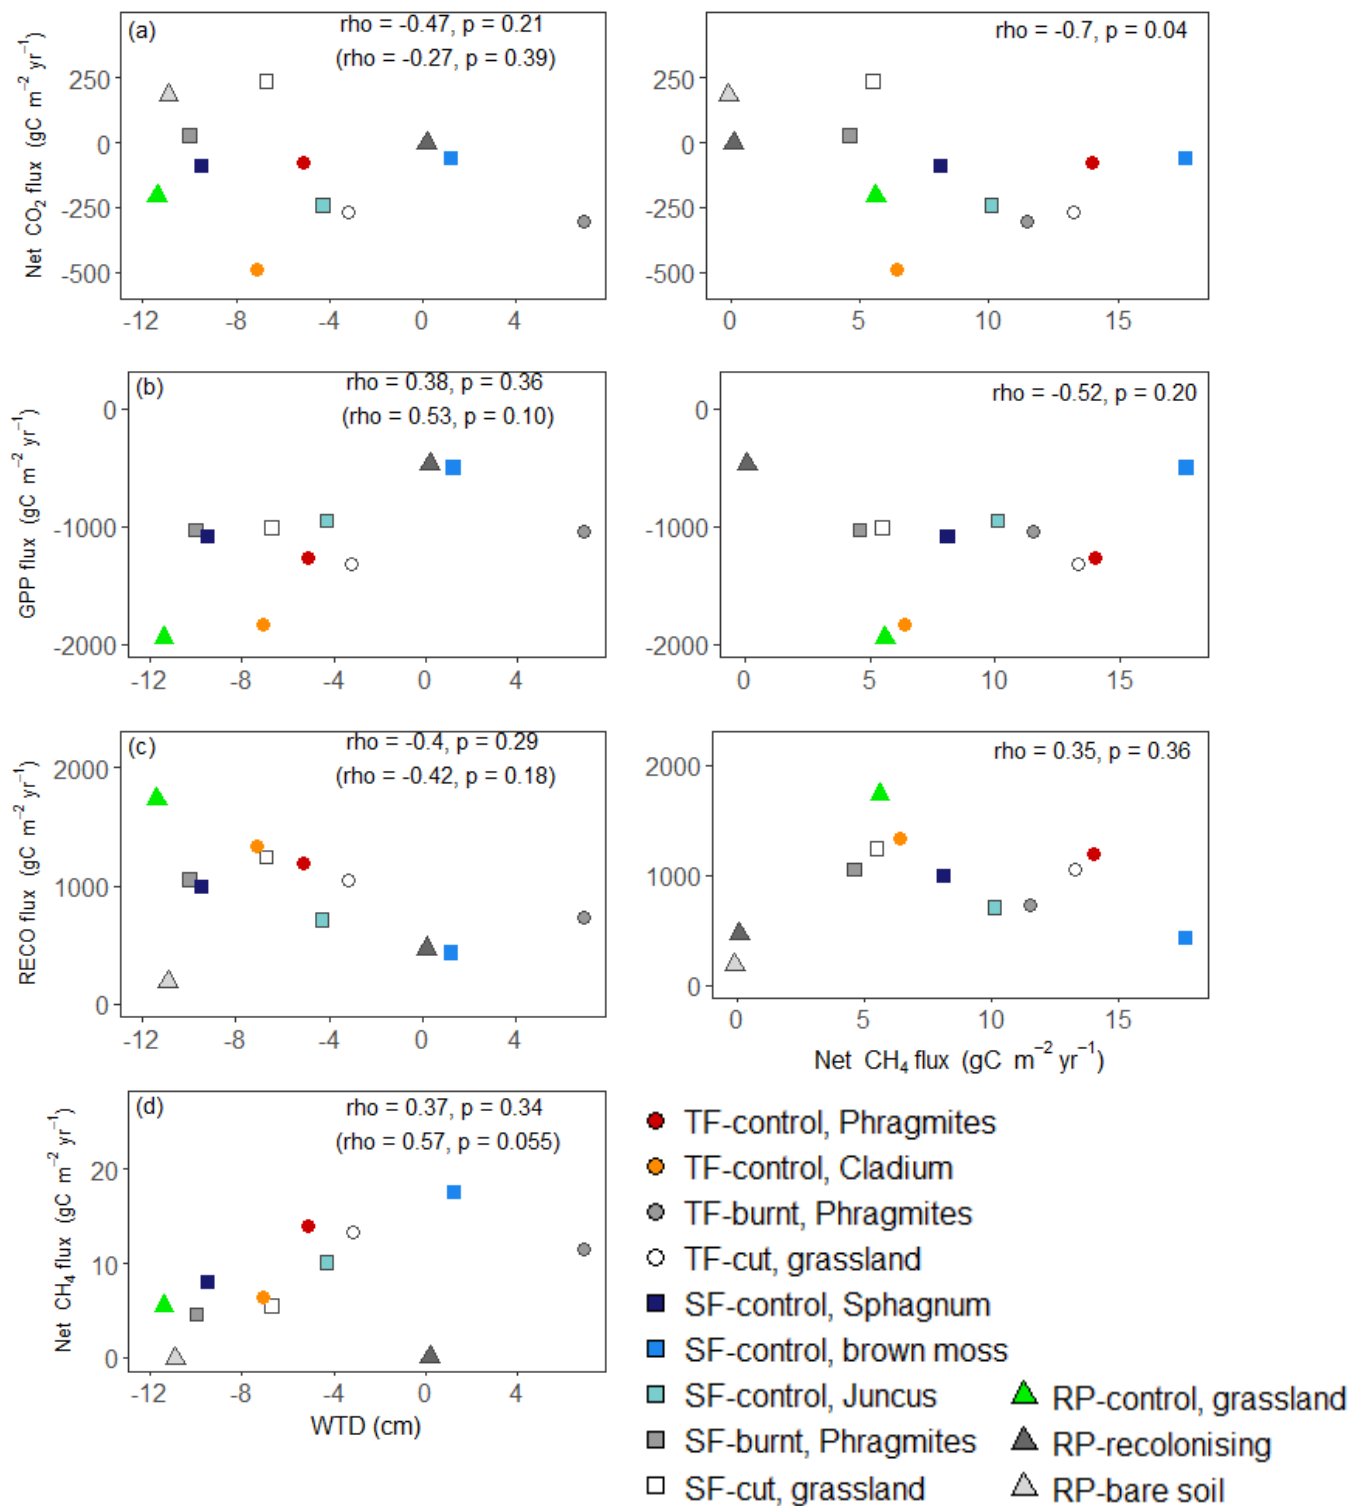 (a)
rho = -0.47, p = 0.21
(rho = -0.27, p = 0.39)
rho = -0.7, p = 0.04
Net CO₂ flux (gC m⁻² yr⁻¹)
250
0
-250
-500
-12 -8 -4 0 4
0 5 10 15
(b)
rho = 0.38, p = 0.36
(rho = 0.53, p = 0.10)
rho = -0.52, p = 0.20
GPP flux (gC m⁻² yr⁻¹)
0
-1000
-2000
0
-1000
-2000
-12 -8 -4 0 4
0 5 10 15
(c)
rho = -0.4, p = 0.29
(rho = -0.42, p = 0.18)
rho = 0.35, p = 0.36
RECO flux (gC m⁻² yr⁻¹)
2000
1000
0
2000
1000
0
-12 -8 -4 0 4
0 5 10 15
Net CH₄ flux (gC m⁻² yr⁻¹)
(d)
rho = 0.37, p = 0.34
(rho = 0.57, p = 0.055)
Net CH₄ flux (gC m⁻² yr⁻¹)
20
10
0
-12 -8 -4 0 4
WTD (cm)
TF-control, Phragmites
TF-control, Cladium
TF-burnt, Phragmites
TF-cut, grassland
SF-control, Sphagnum
SF-control, brown moss
SF-control, Juncus
SF-burnt, Phragmites
SF-cut, grassland
RP-control, grassland
RP-recolonising
RP-bare soil